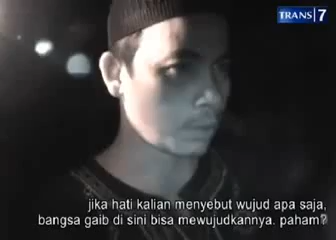 TRANS 7
jika hati kalian menyebut wujud apa saja,
bangsa gaib di sini bisa mewujudkannya. paham?